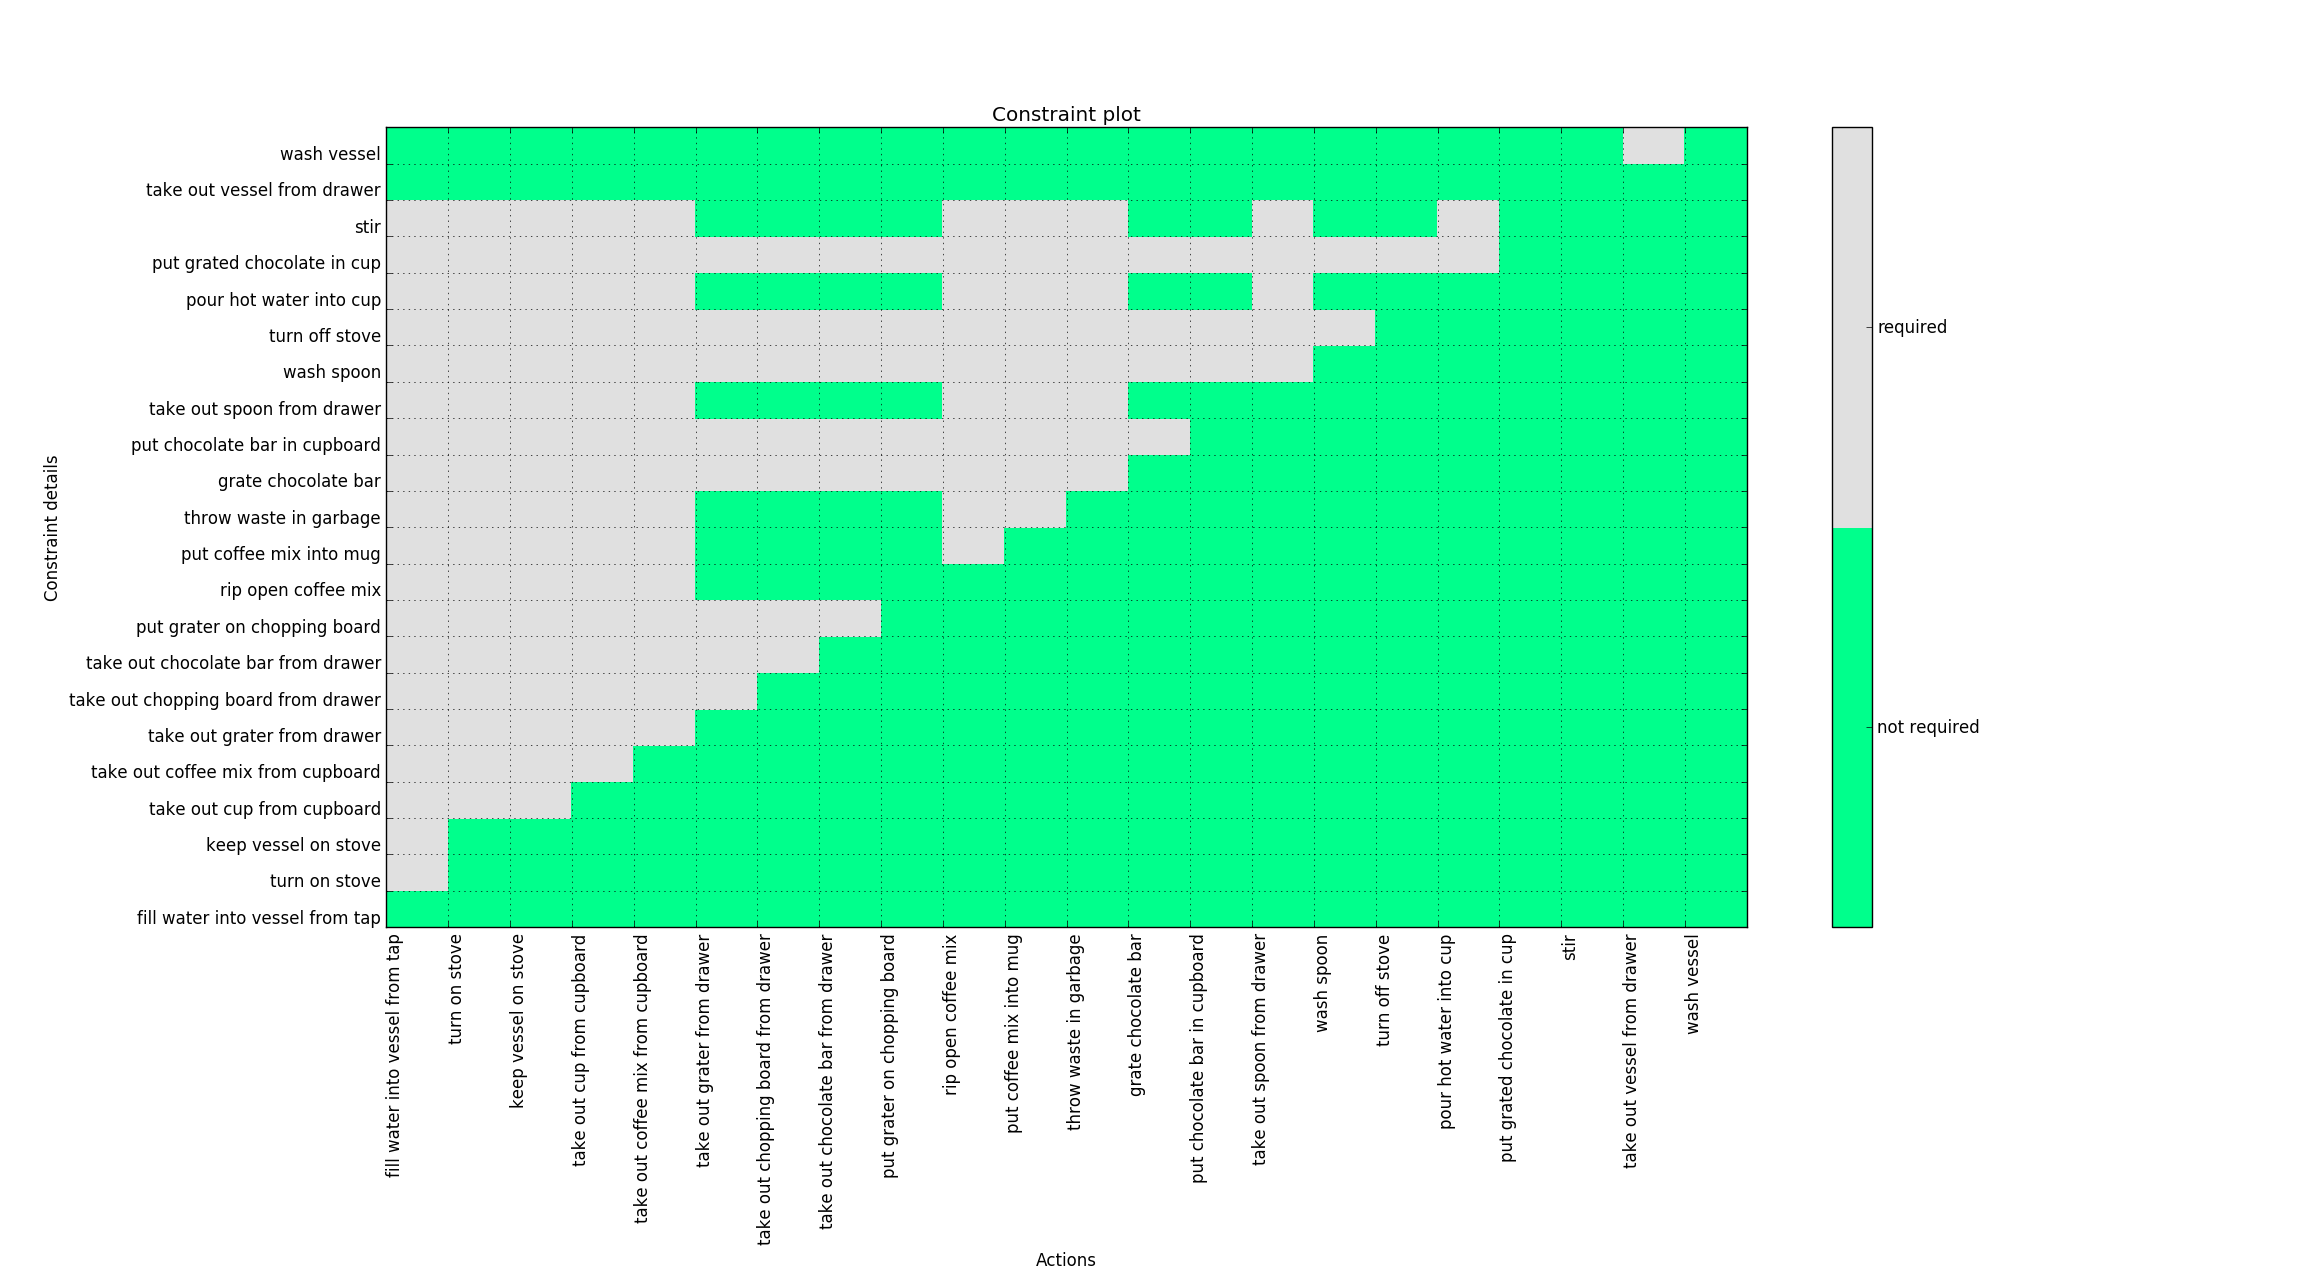 Constraint plot
wash vessel
take out vessel from drawer
stir
put grated chocolate in cup
pour hot water into cup
turn off stove
wash spoon
take out spoon from drawer
put chocolate bar in cupboard
grate chocolate bar
throw waste in garbage
put coffee mix into mug
rip open coffee mix
put grater on chopping board
take out chocolate bar from drawer
take out chopping board from drawer
take out grater from drawer
take out coffee mix from cupboard
take out cup from cupboard
keep vessel on stove
turn on stove
fill water into vessel from tap
Constraint details
fill water into vessel from tap
turn on stove
keep vessel on stove
take out cup from cupboard
take out coffee mix from cupboard
take out grater from drawer
take out chopping board from drawer
take out chocolate bar from drawer
put grater on chopping board
rip open coffee mix
put coffee mix into mug
throw waste in garbage
grate chocolate bar
put chocolate bar in cupboard
take out spoon from drawer
wash spoon
turn off stove
pour hot water into cup
put grated chocolate in cup
stir
take out vessel from drawer
wash vessel
Actions
required
not required